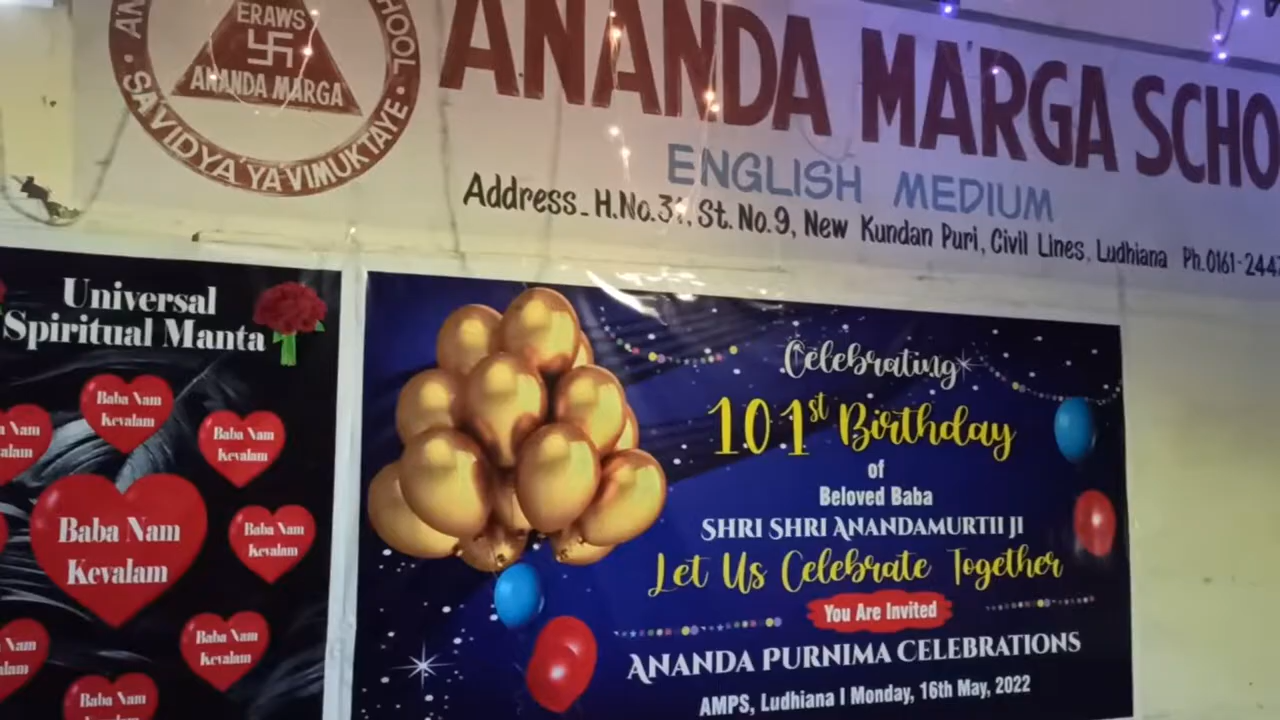 ERAWS
ANANDA MARGA
SA'VIDYA'YA'VIMUKTAYE
ANANDA MARGA SCHO
ENGLISH MEDIUM
Address_ H.No.31, St. No.9, New Kundan Puri, Civil Lines, Ludhiana Ph.0161-244
Universal
Spiritual Manta
Baba Nam
Kevalam
Baba Nam
Kevalam
Baba Nam
Kevalam
Baba Nam
Kevalam
Baba Nam
Kevalam
Nam
Baba Nam
Celebrating
101st Birthday
of
Beloved Baba
SHRI SHRI ANANDAMURTII JI
Let Us Celebrate Together
You Are Invited
ANANDA PURNIMA CELEBRATIONS
AMPS, Ludhiana I Monday, 16th May, 2022